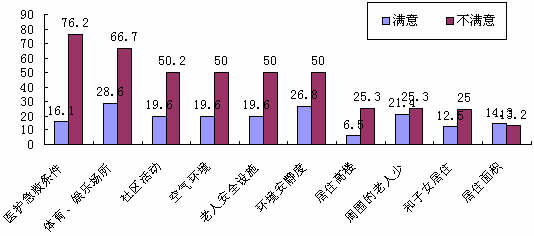 满意 不满意
90
80
70
60
50
40
30
20
10
0
16.1 76.2
28.6 66.7
19.6 50.2
19.6 50
19.6 50
26.8 50
6.5 25.3
21.4 25.3
12.5 25
14.3 13.2
医护急救条件
体育、娱乐场所
社区活动
空气环境
老人安全设施
环境安静度
居住高楼
周围的老人少
和子女居住
居住面积